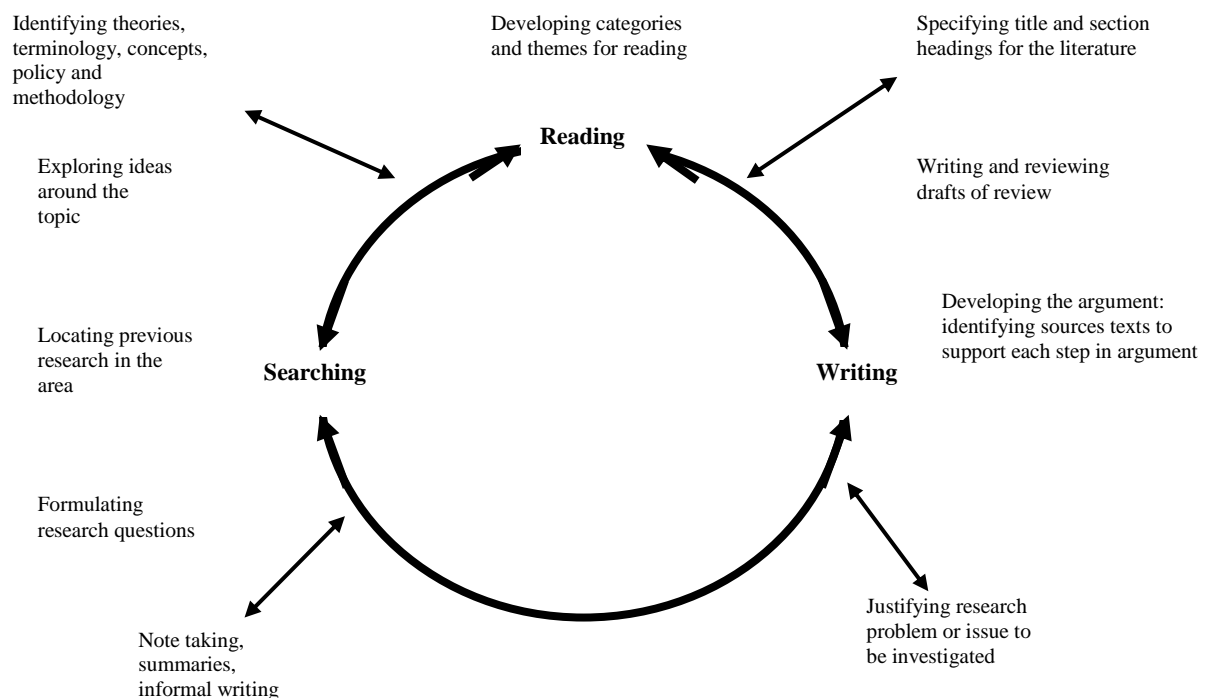 Identifying theories,
terminology, concepts,
policy and
methodology
Developing categories
and themes for reading
Specifying title and section
headings for the literature
Reading
Exploring ideas
around the
topic
Writing and reviewing
drafts of review
Locating previous
research in the
area
Developing the argument:
identifying sources texts to
support each step in argument
Searching
Writing
Formulating
research questions
Note taking,
summaries,
informal writing
Justifying research
problem or issue to
be investigated